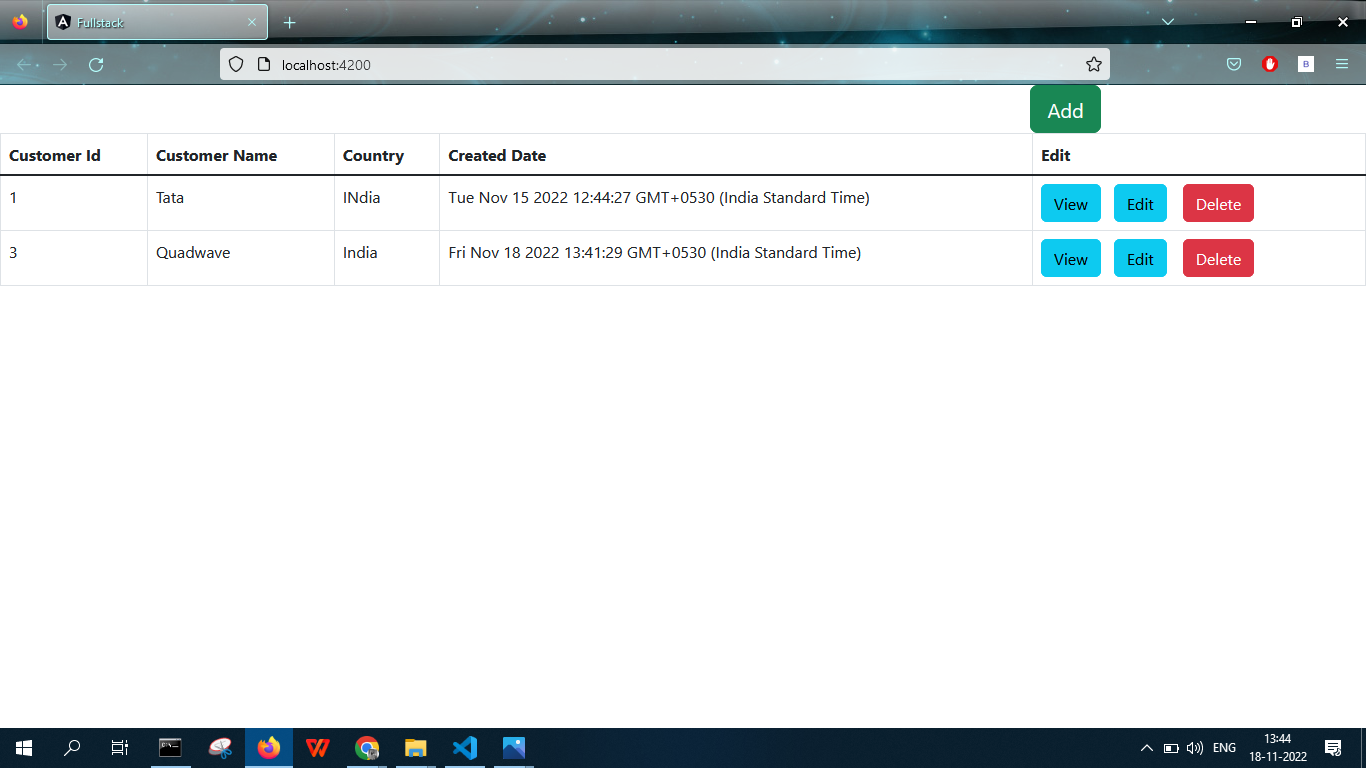 Fullstack
localhost:4200
B
Add
Customer Id Customer Name Country Created Date Edit
1 Tata INdia Tue Nov 15 2022 12:44:27 GMT+0530 (India Standard Time) View Edit Delete
3 Quadwave India Fri Nov 18 2022 13:41:29 GMT+0530 (India Standard Time) View Edit Delete
ENG
13:44
18-11-2022